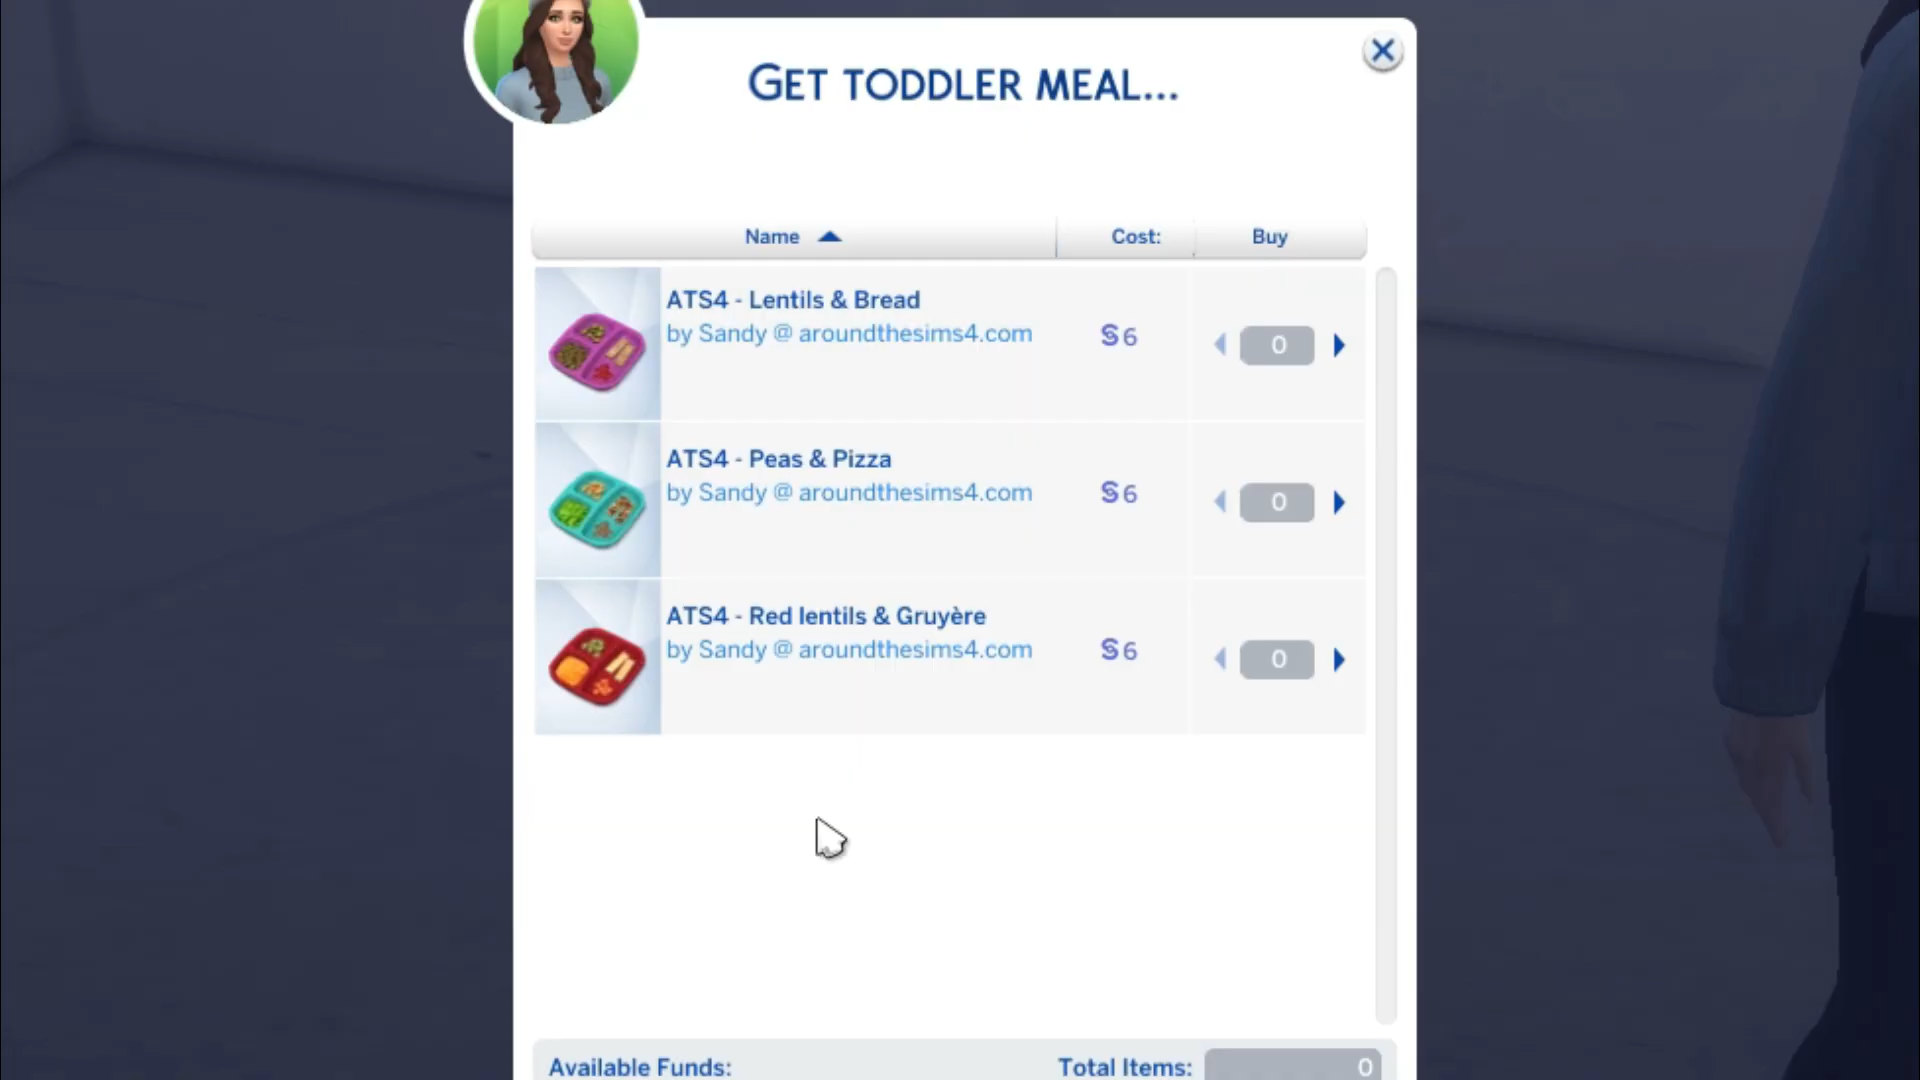 GET TODDLER MEAL...
Name Cost: Buy
ATS4 - Lentils & Bread
by Sandy @ aroundthesims4.com
§6
0
ATS4 - Peas & Pizza
by Sandy @ aroundthesims4.com
§6
0
ATS4 - Red lentils & Gruyère
by Sandy @ aroundthesims4.com
§6
0
Available Funds: Total Items: 0